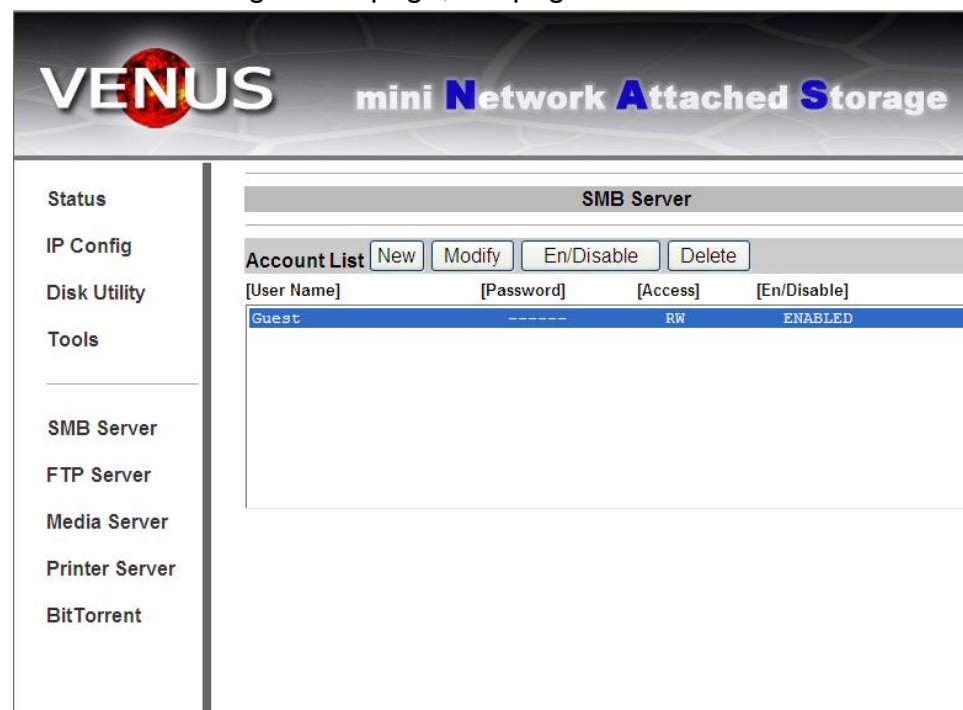 VENUS mini Network Attached Storage
Status
IP Config
Disk Utility
Tools
SMB Server
FTP Server
Media Server
Printer Server
BitTorrent
SMB Server
Account List New Modify En/Disable Delete
[User Name] [Password] [Access] [En/Disable]
Guest ------ RW ENABLED